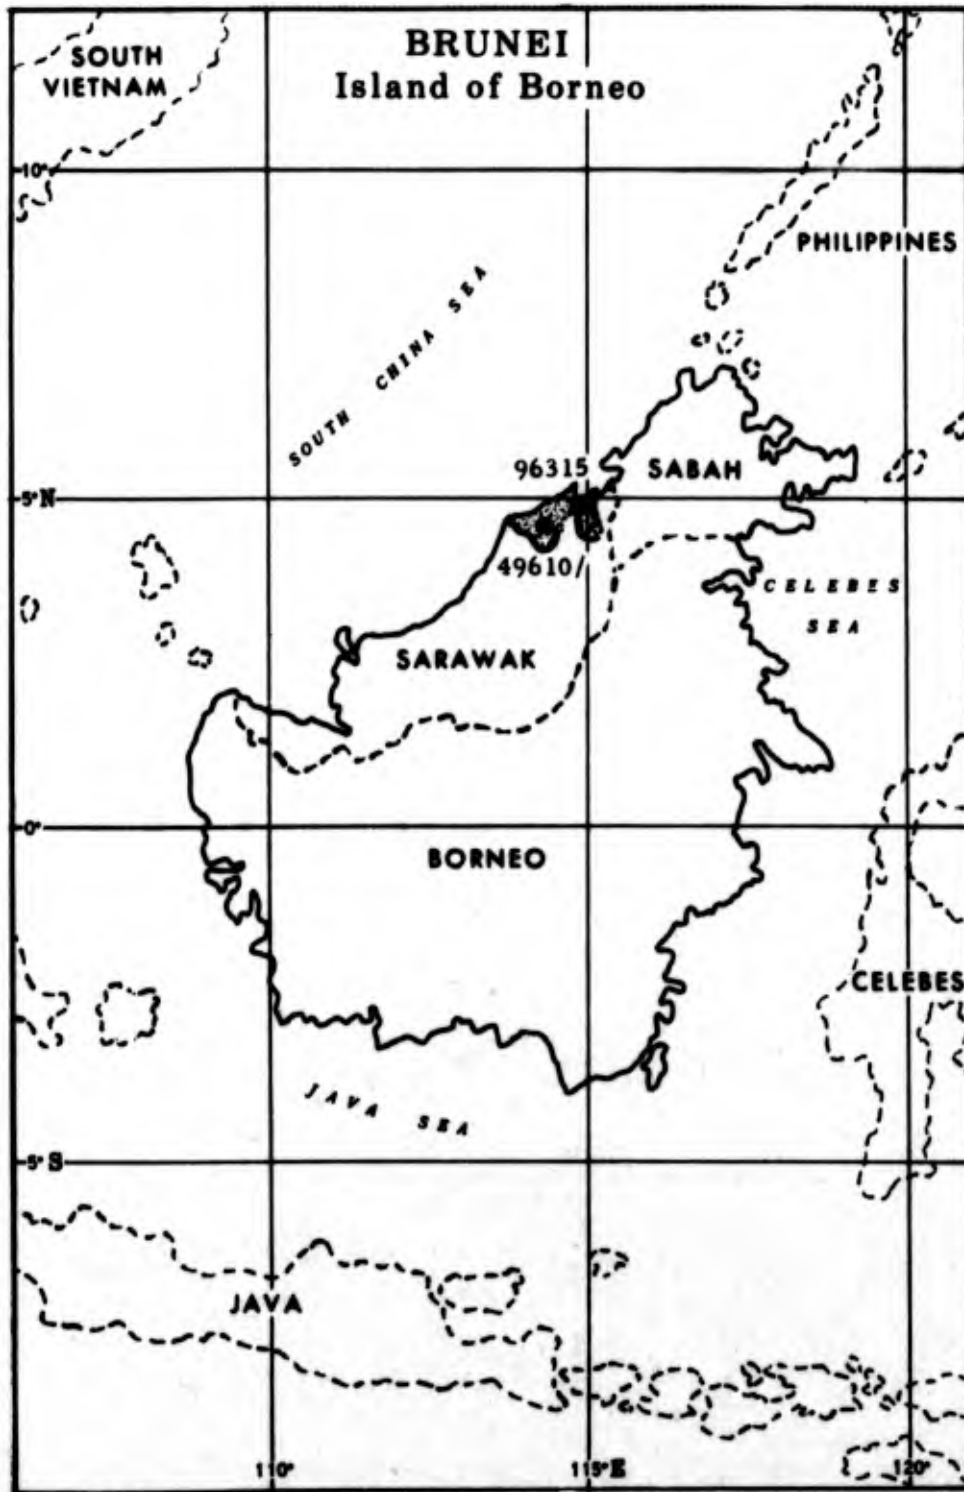 BRUNEI
Island of Borneo
SOUTH
VIETNAM
10°
PHILIPPINES
SOUTH CHINA SEA
96315
SABAH
5°N
49610/
CELEBES
SEA
SARAWAK
0°
BORNEO
CELEBES
JAVA SEA
5°S
JAVA
110°
115°E
120°